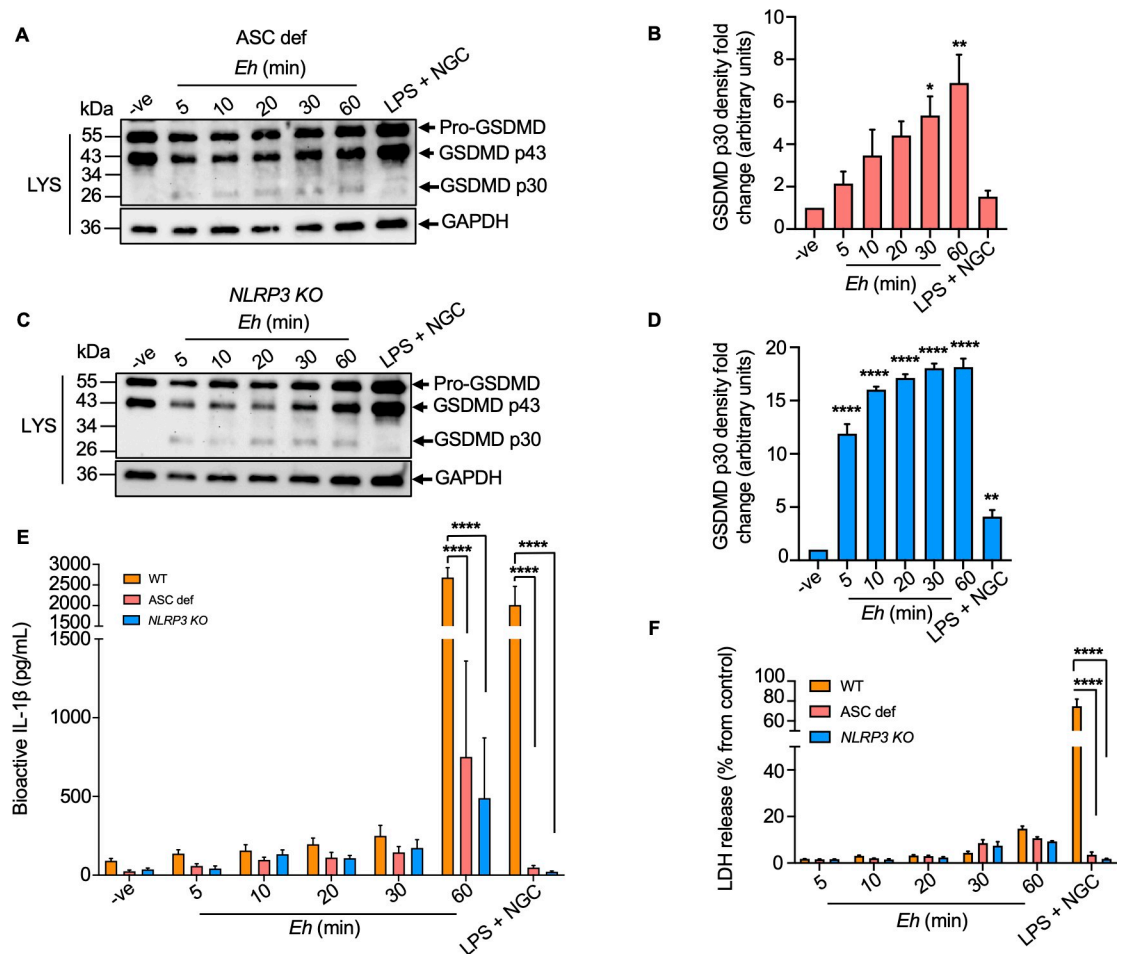 A
ASC def
Eh (min)
kDa
-ve
5
10
20
30
60
LPS + NGC
55
43
34
26
36
LYS
Pro-GSDMD
GSDMD p43
GSDMD p30
GAPDH
B
GSDMD p30 density fold
change (arbitrary units)
10
8
6
4
2
0
*
**
-ve
5
10
20
30
60
LPS + NGC
Eh (min)
C
NLRP3 KO
Eh (min)
kDa
-ve
5
10
20
30
60
LPS + NGC
55
43
34
26
36
LYS
Pro-GSDMD
GSDMD p43
GSDMD p30
GAPDH
D
GSDMD p30 density fold
change (arbitrary units)
20
15
10
5
0
****
****
****
****
****
**
-ve
5
10
20
30
60
LPS + NGC
Eh (min)
E
Bioactive IL-1β (pg/mL)
3000
2500
2000
1500
1500
1000
500
0
WT
ASC def
NLRP3 KO
****
****
****
****
-ve
5
10
20
30
60
LPS + NGC
Eh (min)
F
LDH release (% from control)
100
80
60
40
20
0
WT
ASC def
NLRP3 KO
****
****
5
10
20
30
60
LPS + NGC
Eh (min)